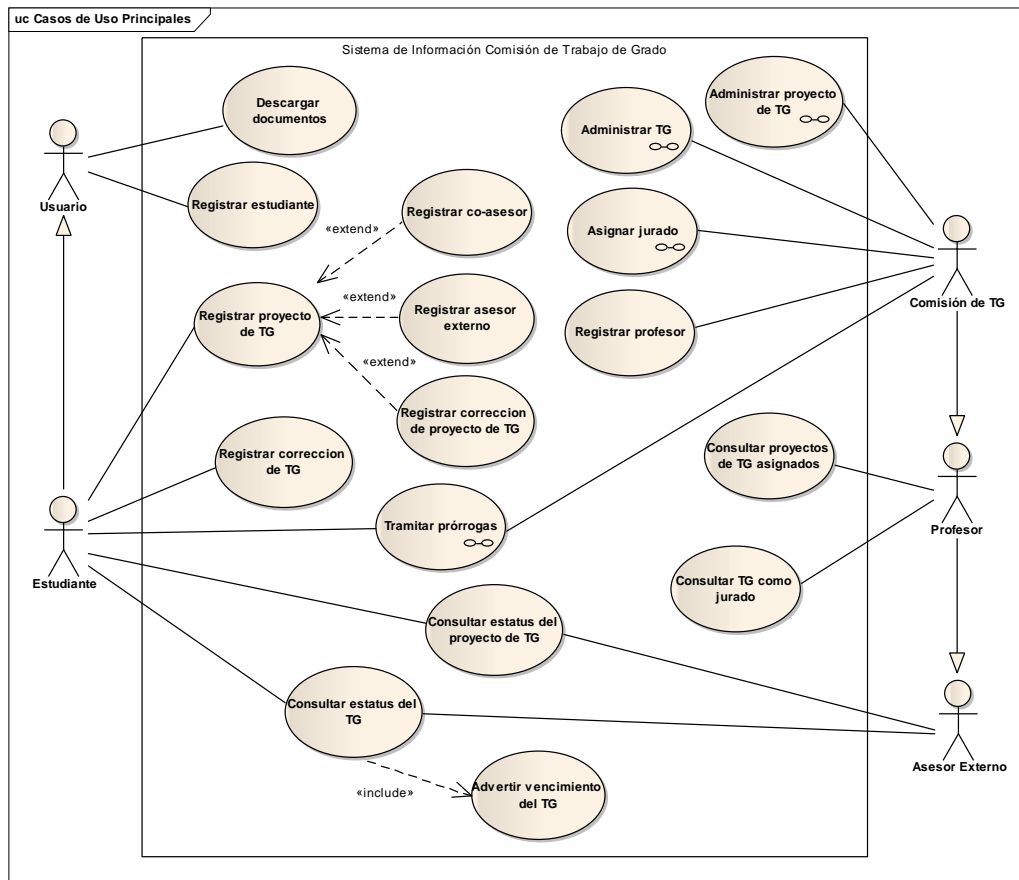 uc Casos de Uso Principales
Sistema de Información Comisión de Trabajo de Grado
Descargar
documentos
Administrar proyecto
de TG
Administrar TG
Usuario
Registrar estudiante
Registrar co-asesor
«extend»
Asignar jurado
Comisión de TG
Registrar proyecto
de TG
«extend»
Registrar asesor
externo
Registrar profesor
«extend»
Registrar correccion
de proyecto de TG
Registrar correccion
de TG
Consultar proyectos
de TG asignados
Tramitar prórrogas
Profesor
Estudiante
Consultar TG como
jurado
Consultar estatus del
proyecto de TG
Consultar estatus del
TG
Asesor Externo
«include»
Advertir vencimiento
del TG